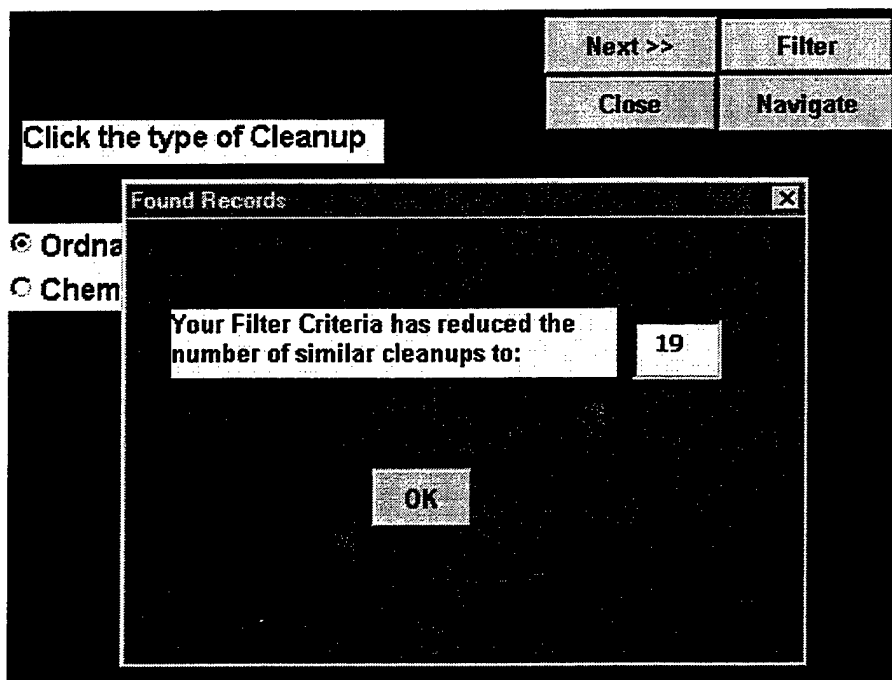 Next >>
Filter
Close
Navigate
Click the type of Cleanup
Found Records
Ordna
Chem
Your Filter Criteria has reduced the
number of similar cleanups to:
19
OK